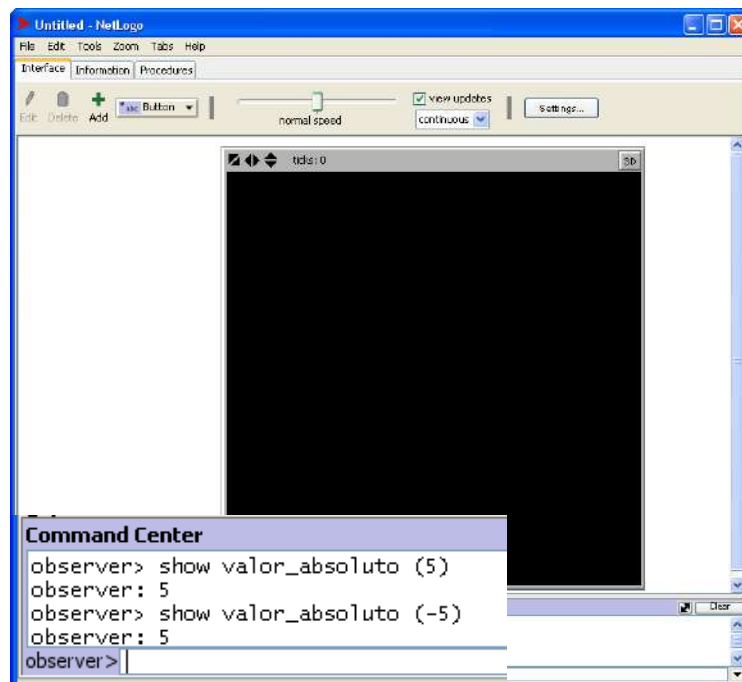 Untitled - NetLogo
File Edit Tools Zoom Tabs Help
Interface Information Procedures
Edit Delete Add abc Button normal speed view updates continuous Settings...
ticks: 0 3D
Command Center
Clear
observer> show valor_absoluto (5)
observer: 5
observer> show valor_absoluto (-5)
observer: 5
observer>